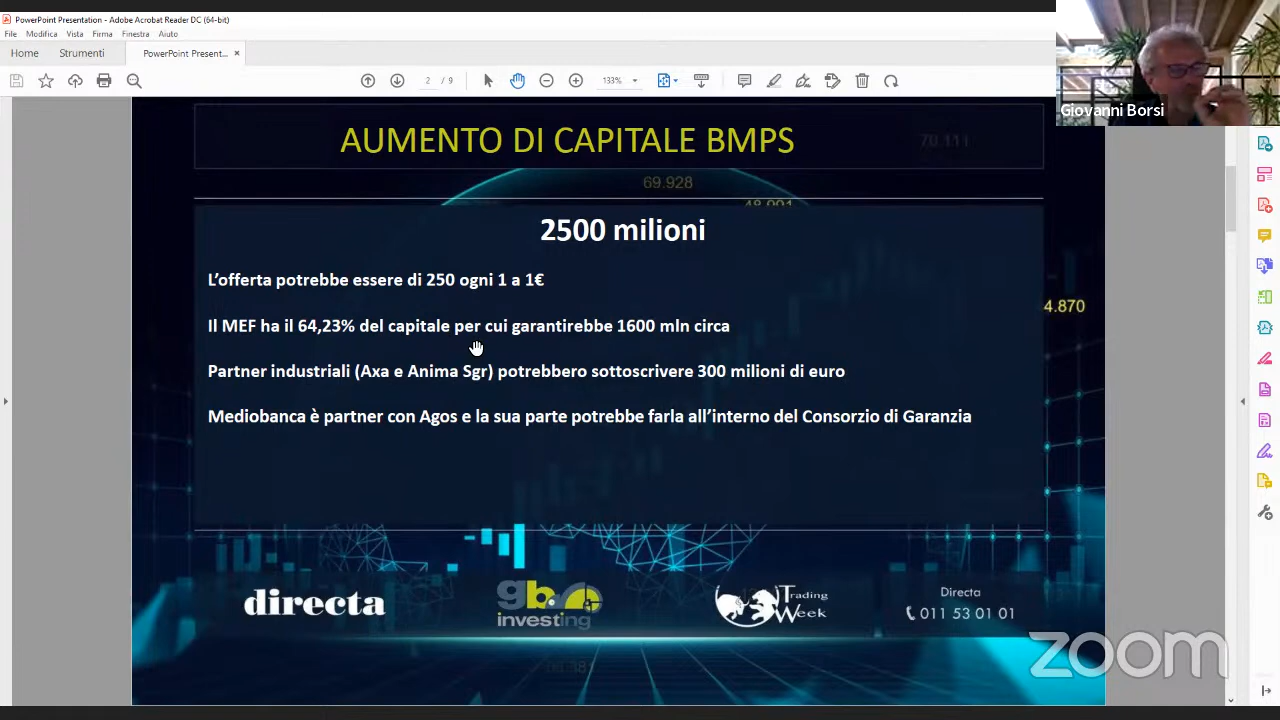 PowerPoint Presentation - Adobe Acrobat Reader DC (64-bit)
File Modifica Vista Firma Finestra Aiuto
Home Strumenti PowerPoint Present... ×
2 / 9 133%
Giovanni Borsi
AUMENTO DI CAPITALE BMPS
70.111
69.928
48.991
2500 milioni
L'offerta potrebbe essere di 250 ogni 1 a 1€
4.870
Il MEF ha il 64,23% del capitale per cui garantirebbe 1600 mln circa
Partner industriali (Axa e Anima Sgr) potrebbero sottoscrivere 300 milioni di euro
Mediobanca è partner con Agos e la sua parte potrebbe farla all'interno del Consorzio di Garanzia
directa
gb
investing
Trading
Week
Directa
011 53 01 01
zoom